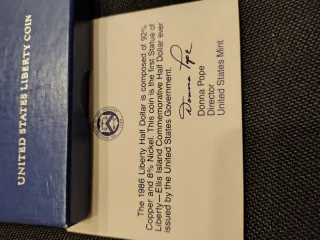 UNITED STATES LIBERTY COIN
The 1986 Liberty Half Dollar is composed of 92%
Copper and 8% Nickel. This coin is the first Statue of
Liberty—Ellis Island Commemorative Half Dollar ever
issued by the United States Government.
Donna Pope
Donna Pope
Director
United States Mint